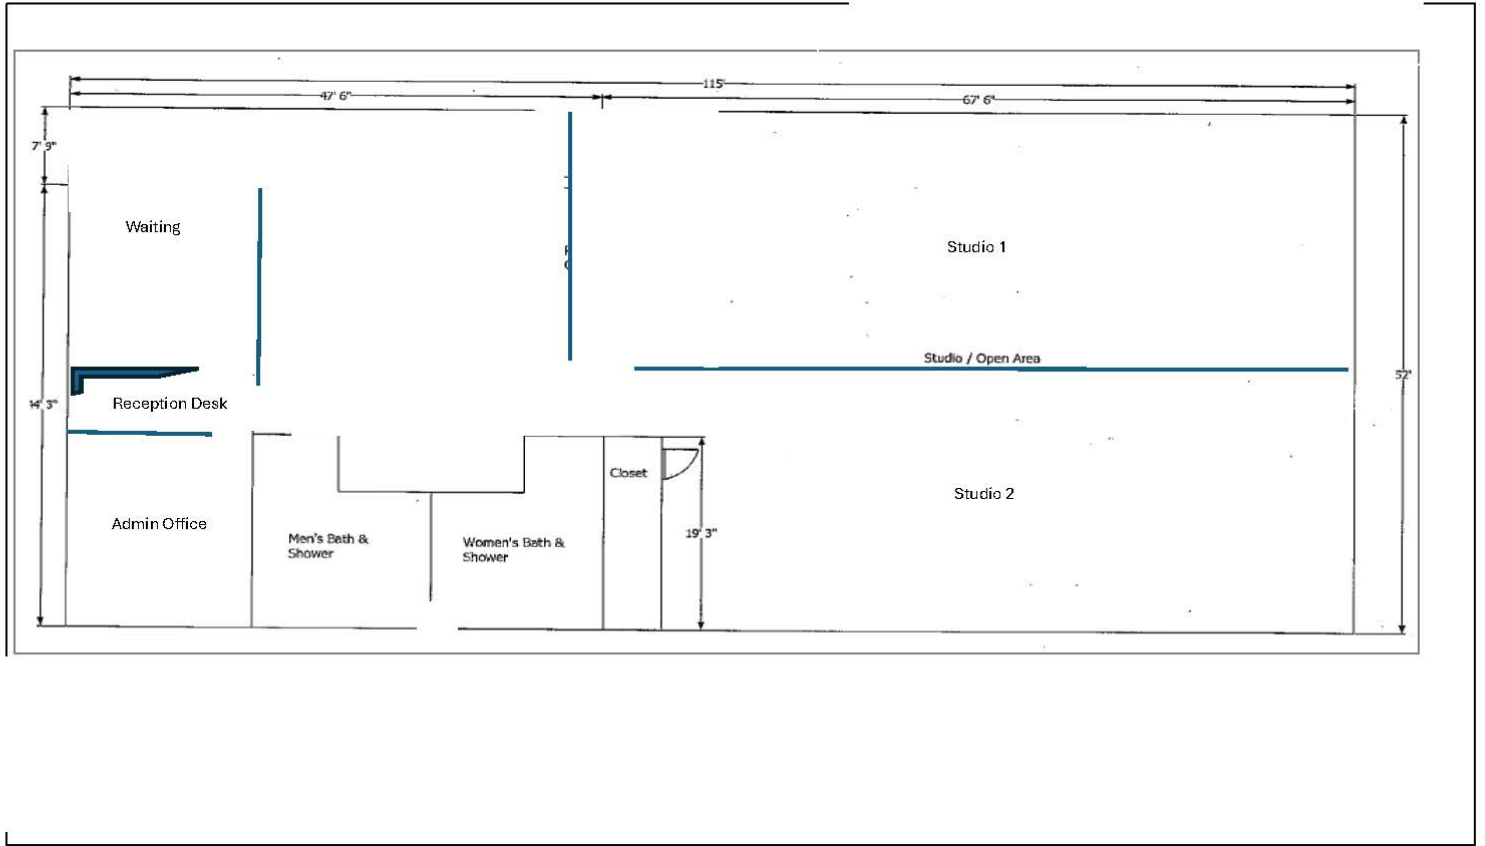 115'
47' 6"
67' 6"
7' 9"
Waiting
Studio 1
Studio / Open Area
52'
14' 3"
Reception Desk
Closet
Studio 2
Admin Office
19' 3"
Men's Bath &
Shower
Women's Bath &
Shower